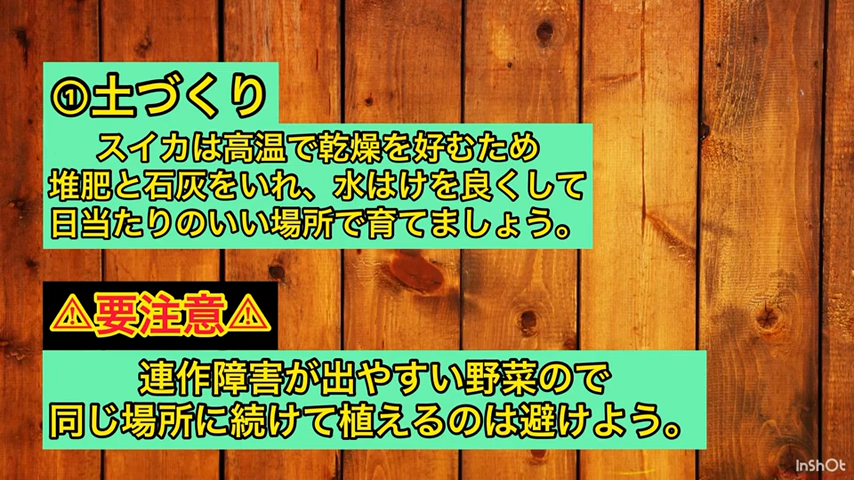 ①土づくり
スイカは高温で乾燥を好むため
堆肥と石灰をいれ、水はけを良くして
日当たりのいい場所で育てましょう。
⚠要注意⚠
連作障害が出やすい野菜ので
同じ場所に続けて植えるのは避けよう。
InShOt